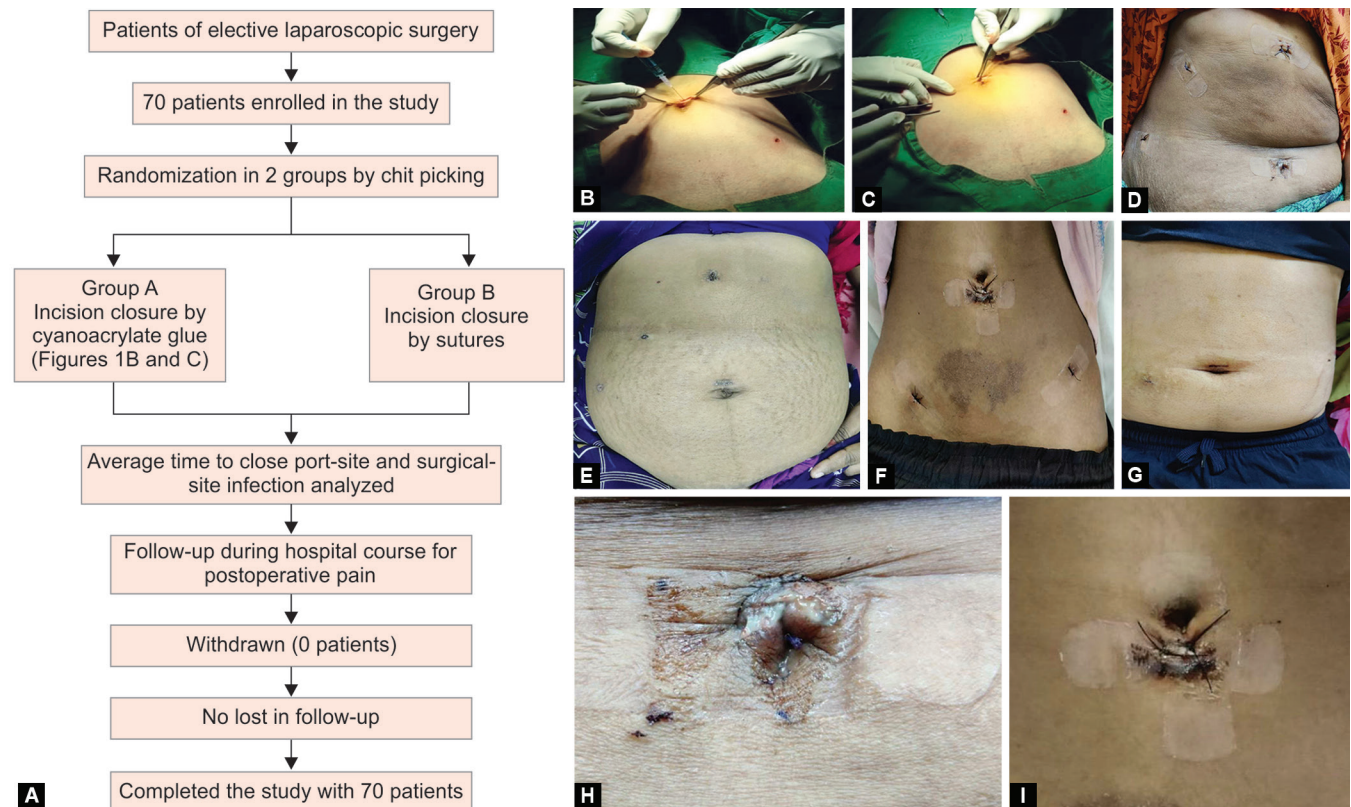 Patients of elective laparoscopic surgery
70 patients enrolled in the study
Randomization in 2 groups by chit picking
Group A
Incision closure by
cyanoacrylate glue
(Figures 1B and C)
Group B
Incision closure
by sutures
Average time to close port-site and surgical-
site infection analyzed
Follow-up during hospital course for
postoperative pain
Withdrawn (0 patients)
No lost in follow-up
Completed the study with 70 patients
A
B
C
D
E
F
G
H
I